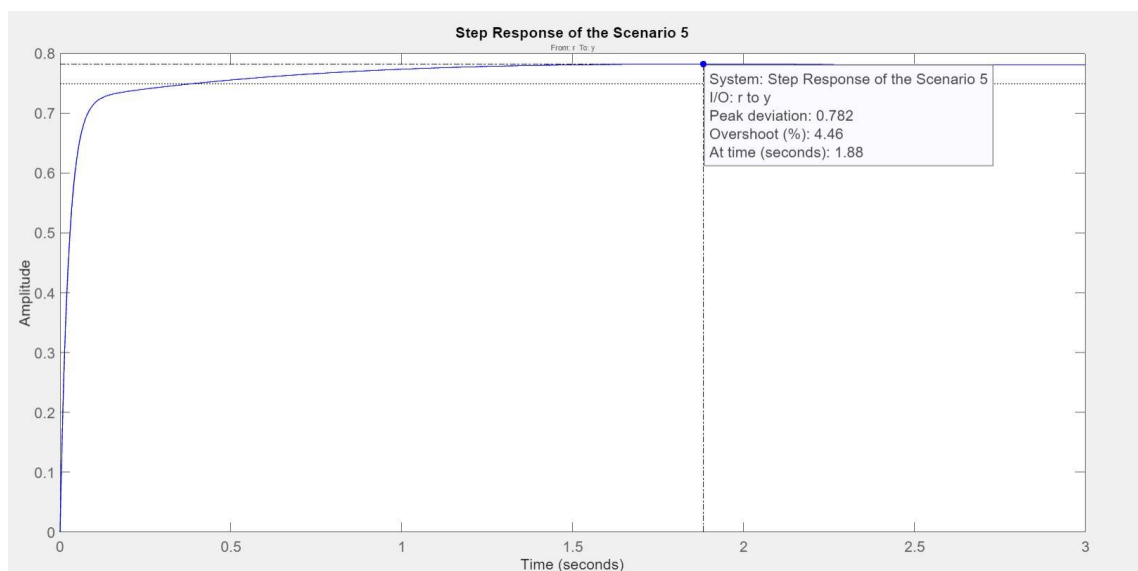 Step Response of the Scenario 5
From: r To: y
0.8
0.7
0.6
0.5
0.4
0.3
0.2
0.1
0
Amplitude
System: Step Response of the Scenario 5
I/O: r to y
Peak deviation: 0.782
Overshoot (%): 4.46
At time (seconds): 1.88
0 0.5 1 1.5 2 2.5 3
Time (seconds)